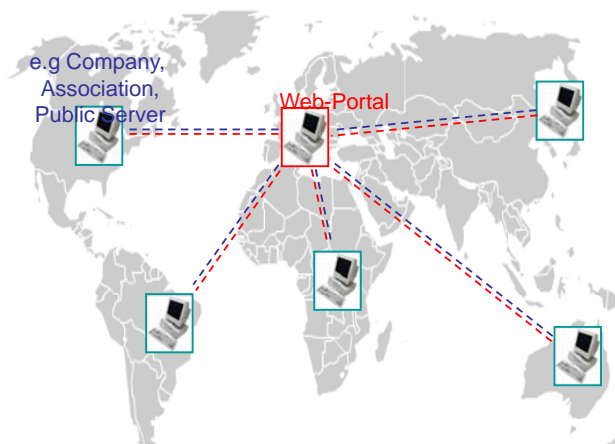 e.g Company,
Association,
Public Server
Web-Portal